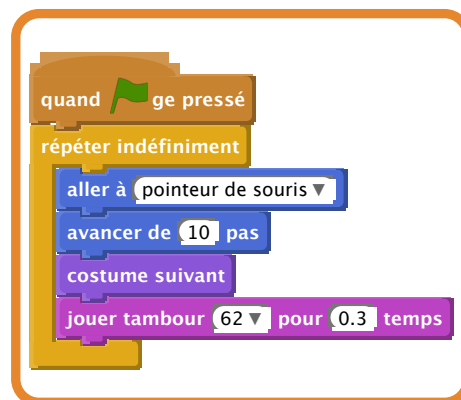 quand ge pressé
répéter indéfiniment
aller à pointeur de souris
avancer de 10 pas
costume suivant
jouer tambour 62 pour 0.3 temps